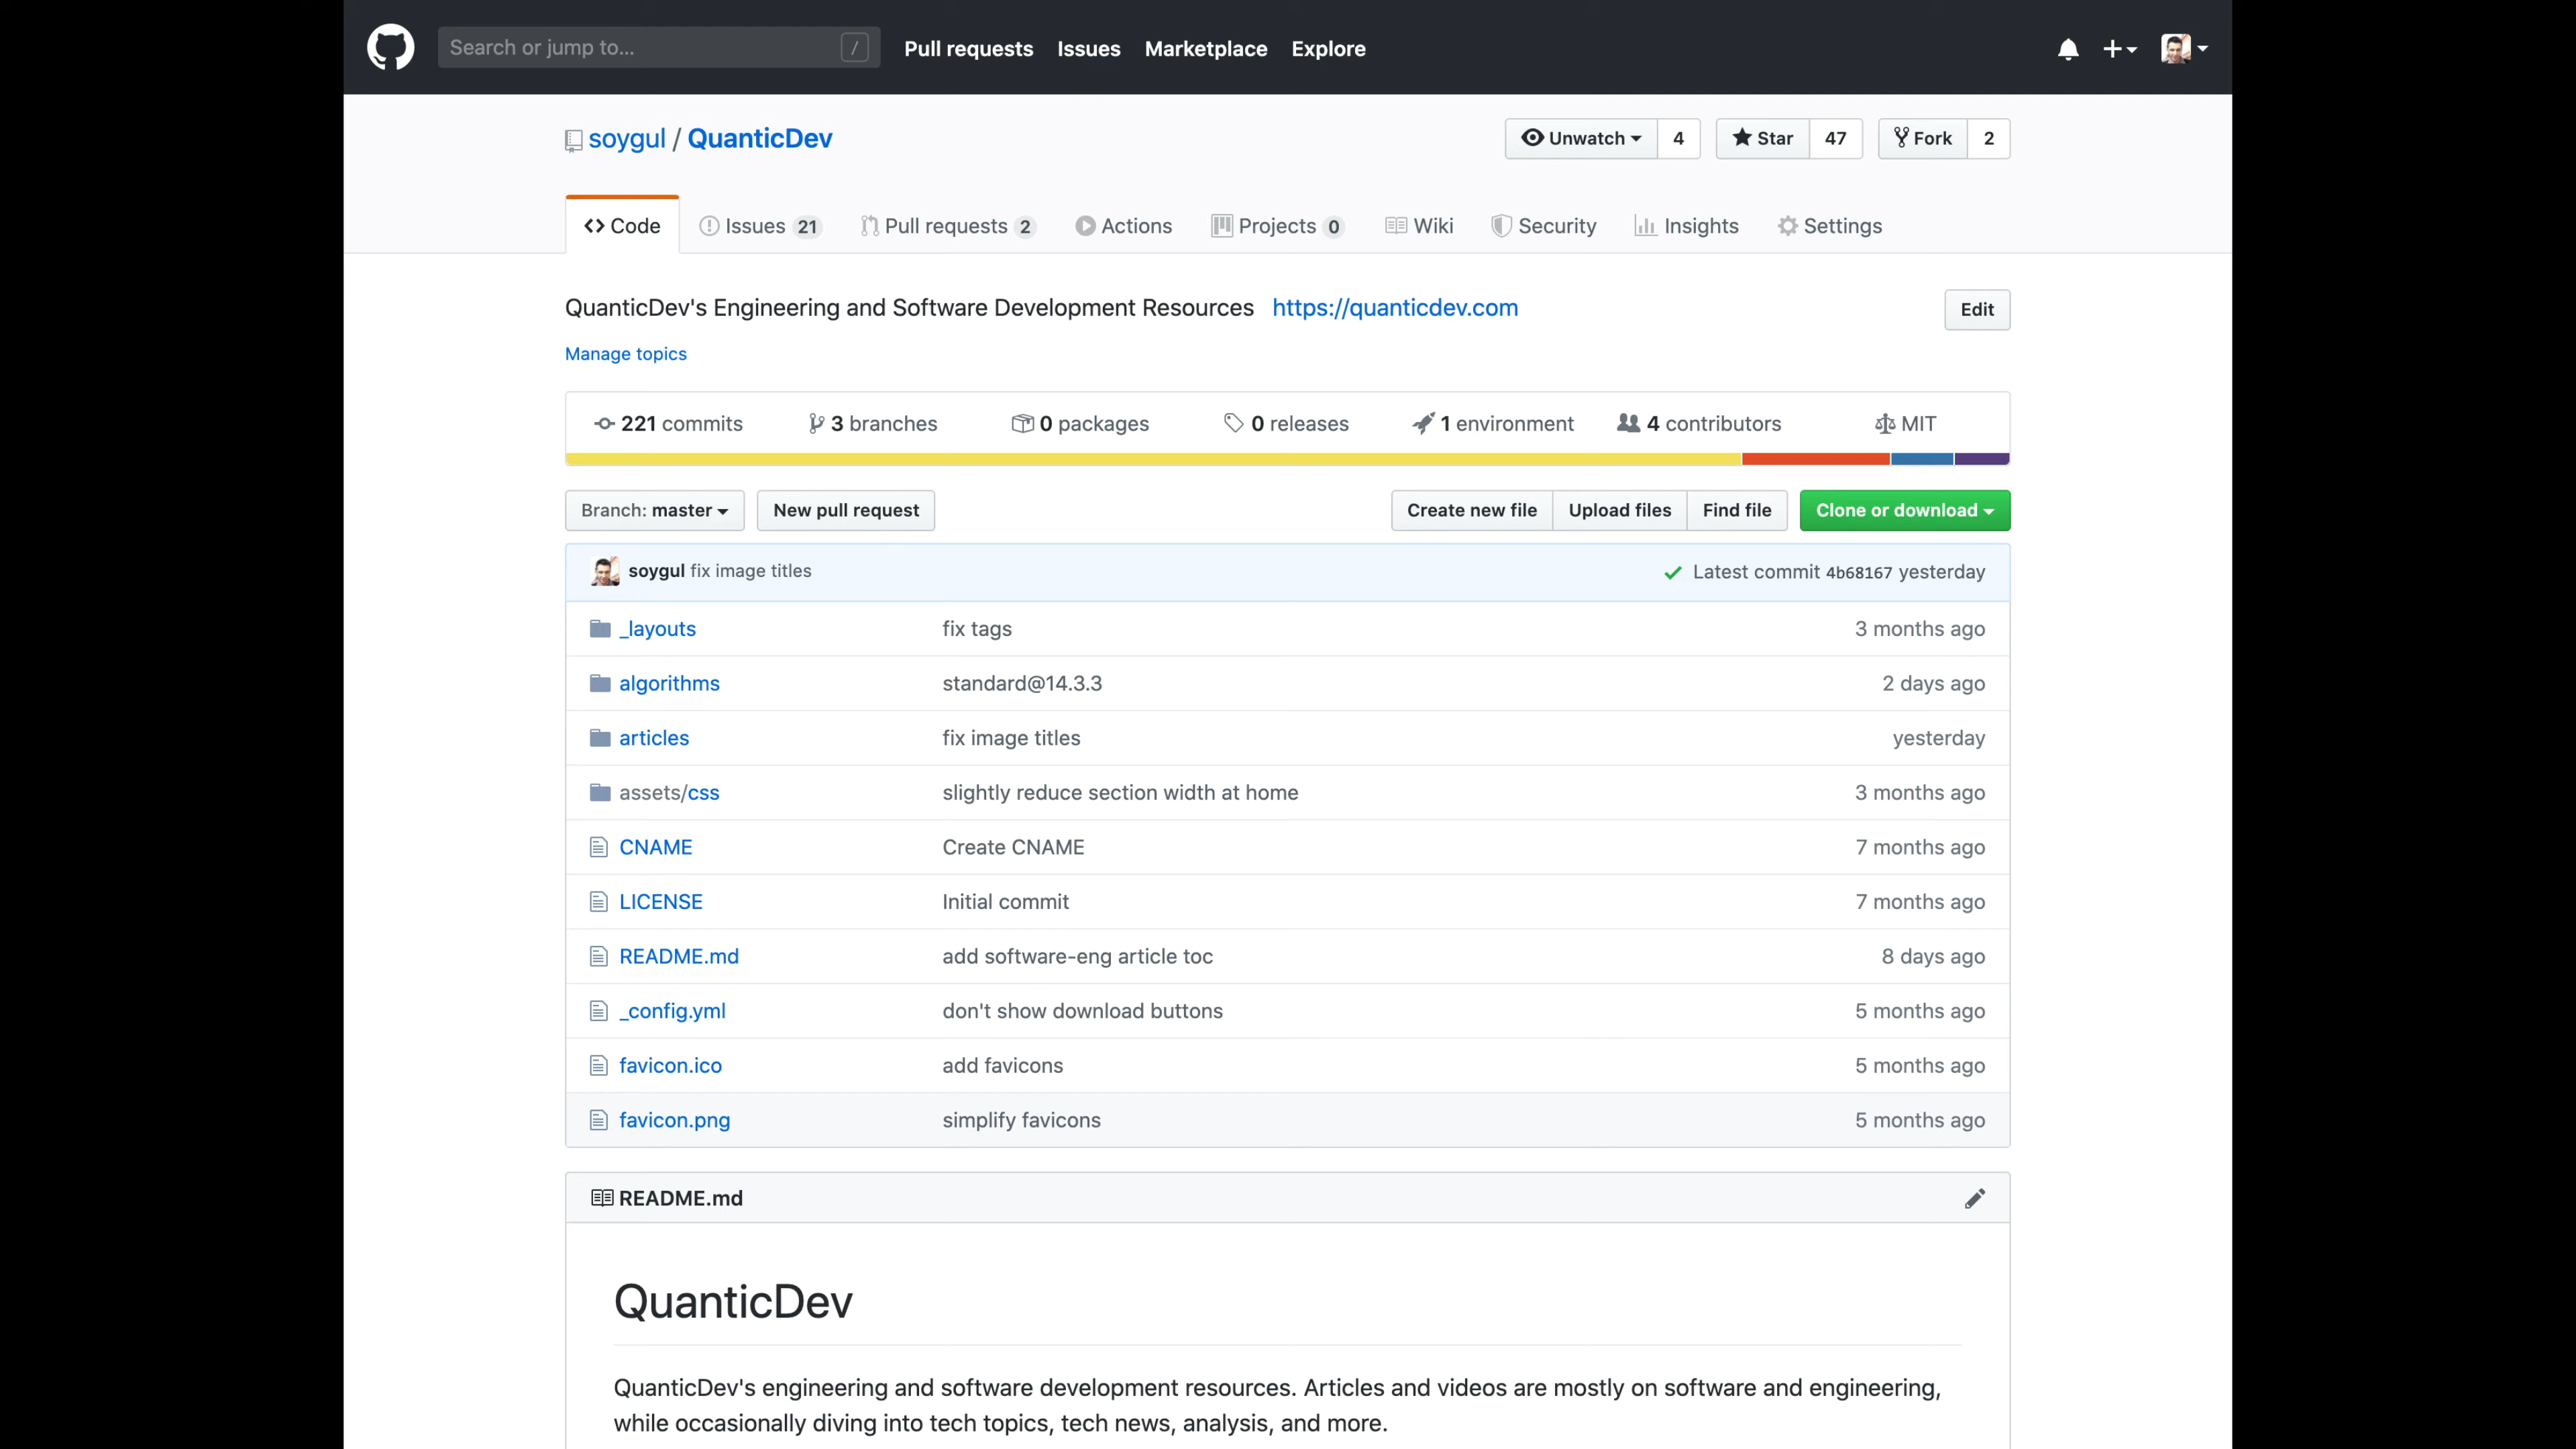 Search or jump to... / Pull requests Issues Marketplace Explore
soygul / QuanticDev Unwatch 4 Star 47 Fork 2
Code Issues 21 Pull requests 2 Actions Projects 0 Wiki Security Insights Settings
QuanticDev's Engineering and Software Development Resources https://quanticdev.com Edit
Manage topics
221 commits 3 branches 0 packages 0 releases 1 environment 4 contributors MIT
Branch: master New pull request Create new file Upload files Find file Clone or download
soygul fix image titles Latest commit 4b68167 yesterday
_layouts fix tags 3 months ago
algorithms standard@14.3.3 2 days ago
articles fix image titles yesterday
assets/css slightly reduce section width at home 3 months ago
CNAME Create CNAME 7 months ago
LICENSE Initial commit 7 months ago
README.md add software-eng article toc 8 days ago
_config.yml don't show download buttons 5 months ago
favicon.ico add favicons 5 months ago
favicon.png simplify favicons 5 months ago
README.md
QuanticDev
QuanticDev's engineering and software development resources. Articles and videos are mostly on software and engineering,
while occasionally diving into tech topics, tech news, analysis, and more.